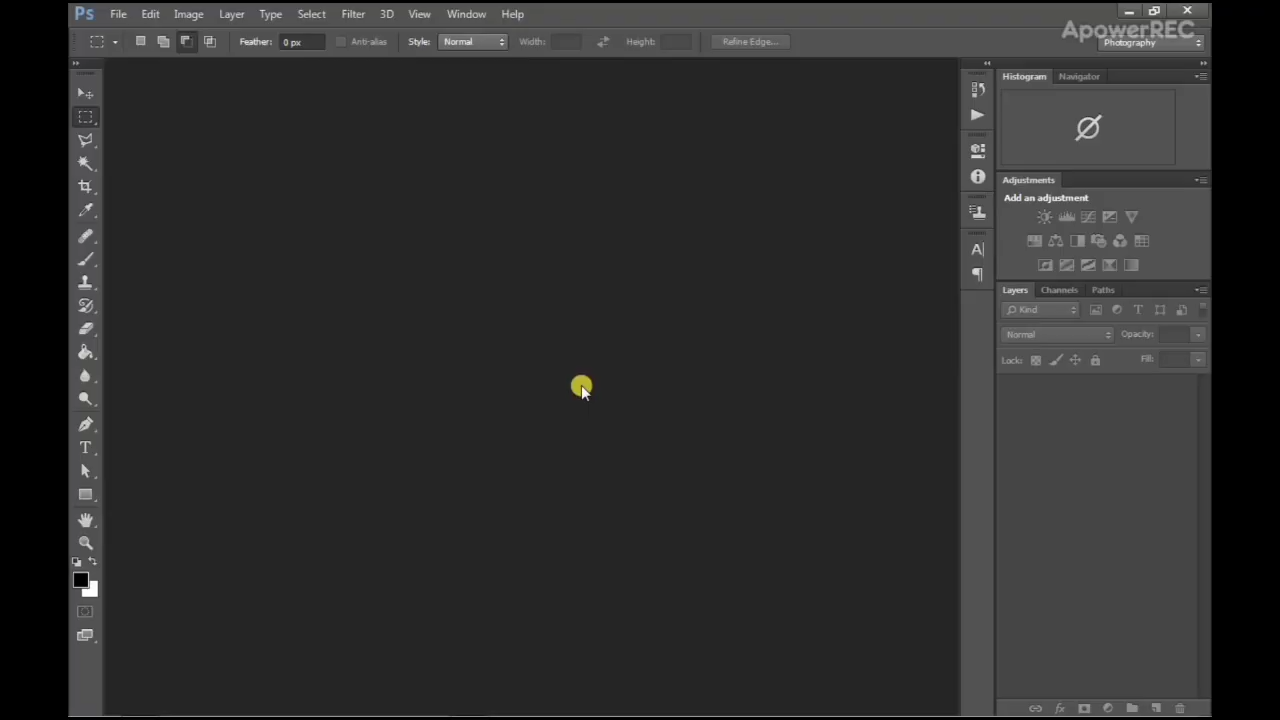 Ps File Edit Image Layer Type Select Filter 3D View Window Help
ApowerREC
Feather: 0 px Anti-alias Style: Normal Width: Height: Refine Edge... Photography
Histogram Navigator
Adjustments
Add an adjustment
A|
¶
Layers Channels Paths
Kind T
Normal Opacity:
Lock: Fill:
T
fx